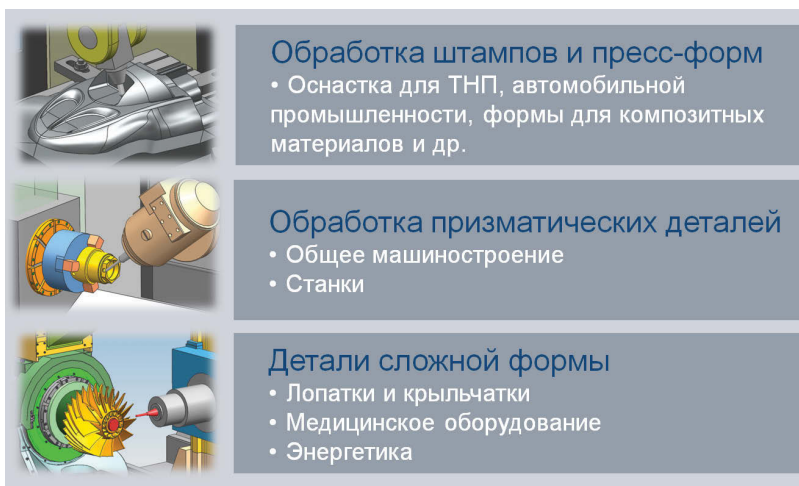 Обработка штампов и пресс-форм
• Оснастка для ТНП, автомобильной
промышленности, формы для композитных
материалов и др.
Обработка призматических деталей
• Общее машиностроение
• Станки
Детали сложной формы
• Лопатки и крыльчатки
• Медицинское оборудование
• Энергетика